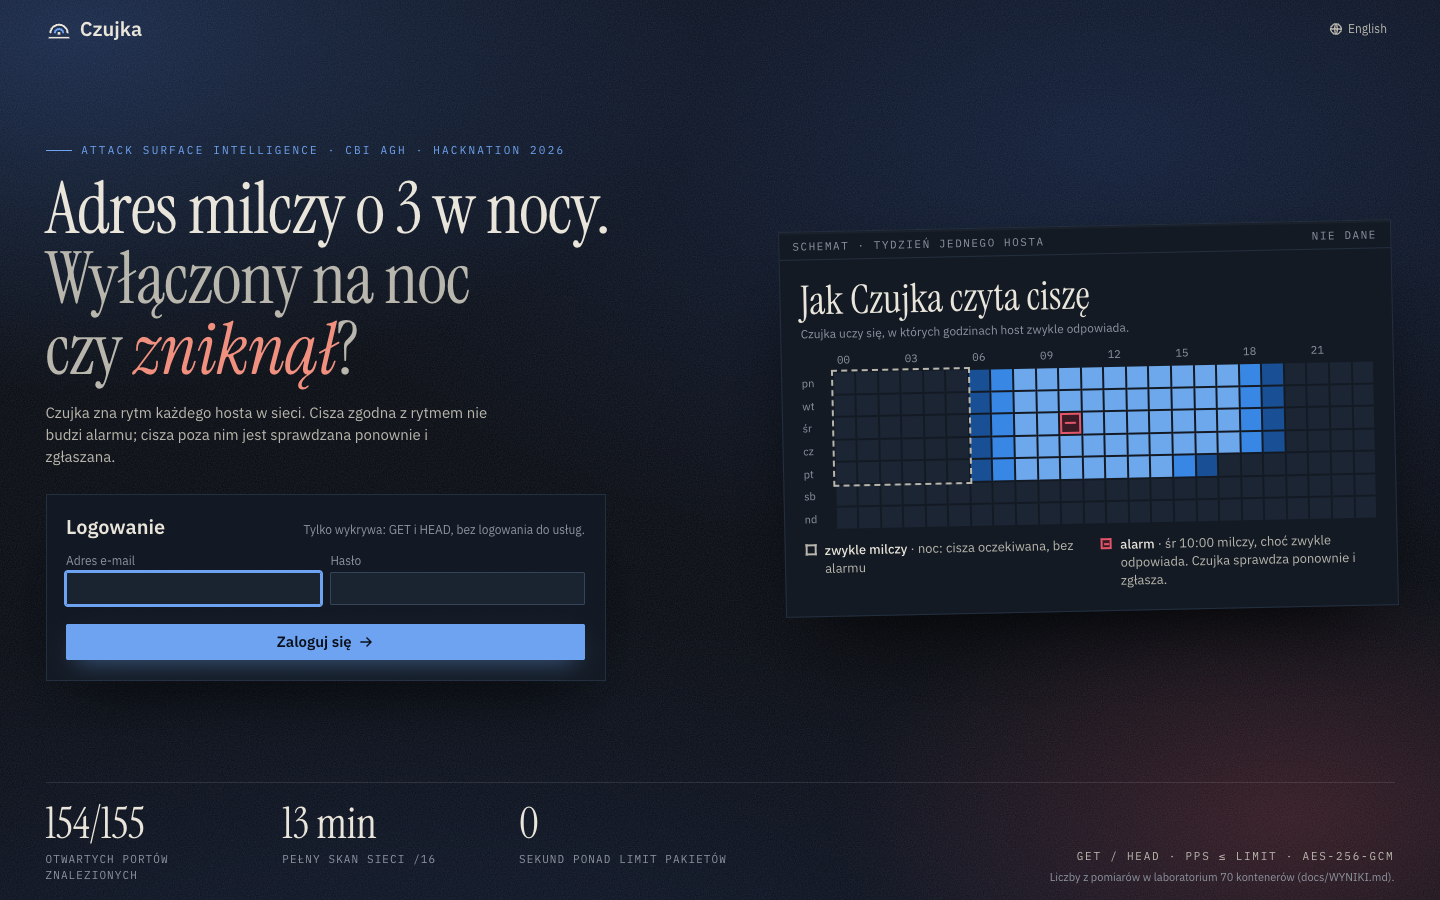 Czujka
English
ATTACK SURFACE INTELLIGENCE · CBI AGH · HACKNATION 2026
Adres milczy o 3 w nocy.
Wyłączony na noc
czy zniknął?
Czujka zna rytm każdego hosta w sieci. Cisza zgodna z rytmem nie
budzi alarmu; cisza poza nim jest sprawdzana ponownie i
zgłaszana.
Logowanie
Tylko wykrywa: GET i HEAD, bez logowania do usług.
Adres e-mail
Hasło
Zaloguj się →
SCHEMAT · TYDZIEŃ JEDNEGO HOSTA
NIE DANE
Jak Czujka czyta ciszę
Czujka uczy się, w których godzinach host zwykle odpowiada.
00 03 06 09 12 15 18 21
pn
wt
śr
cz
pt
sb
nd
zwykle milczy · noc: cisza oczekiwana, bez
alarmu
alarm · śr 10:00 milczy, choć zwykle
odpowiada. Czujka sprawdza ponownie i
zgłasza.
154/155
OTWARTYCH PORTÓW
ZNALEZIONYCH
13 min
PEŁNY SKAN SIECI /16
0
SEKUND PONAD LIMIT PAKIETÓW
GET / HEAD · PPS ≤ LIMIT · AES-256-GCM
Liczby z pomiarów w laboratorium 70 kontenerów (docs/WYNIKI.md).